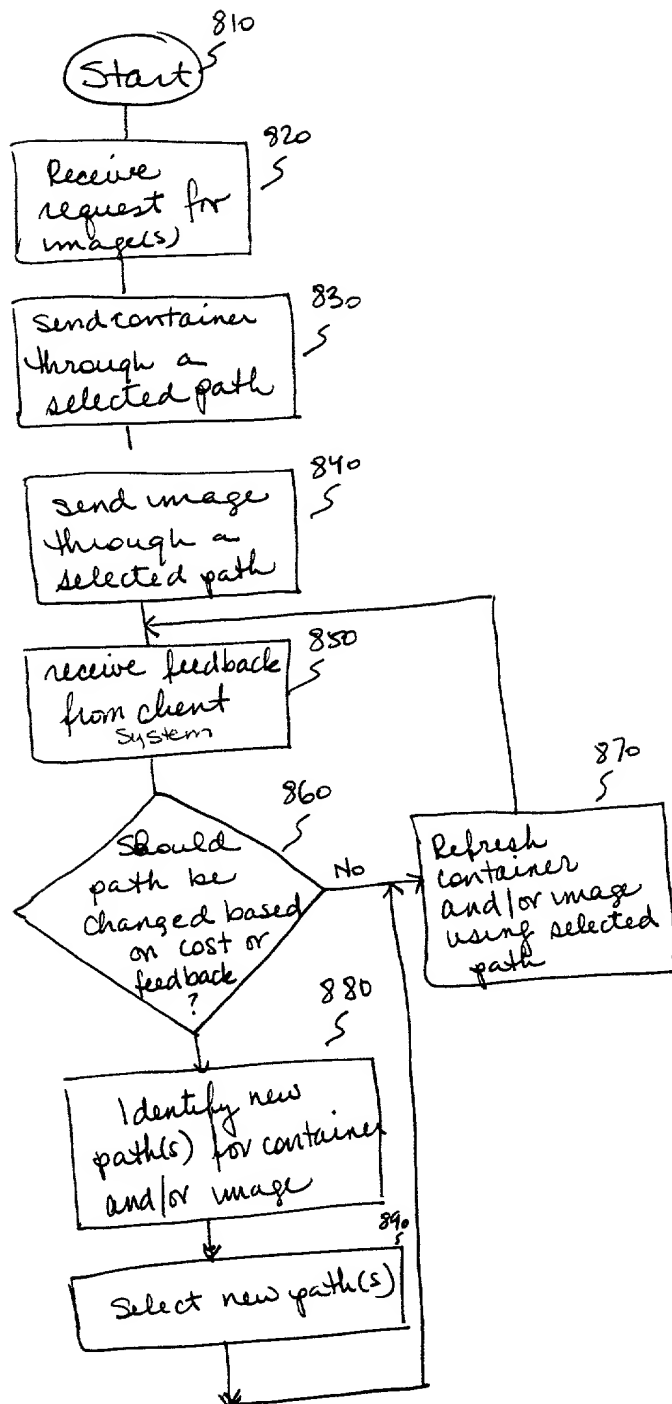 810
Start
820
Receive
request for
image(s)
830
send container
through a
selected path
840
send image
through a
selected path
850
receive feedback
from client
System
860
Should
path be
changed based
on cost or
feedback
?
No
870
Refresh
container
and/or image
using selected
path
880
Identify new
path(s) for container
and/or image
890
Select new path(s)